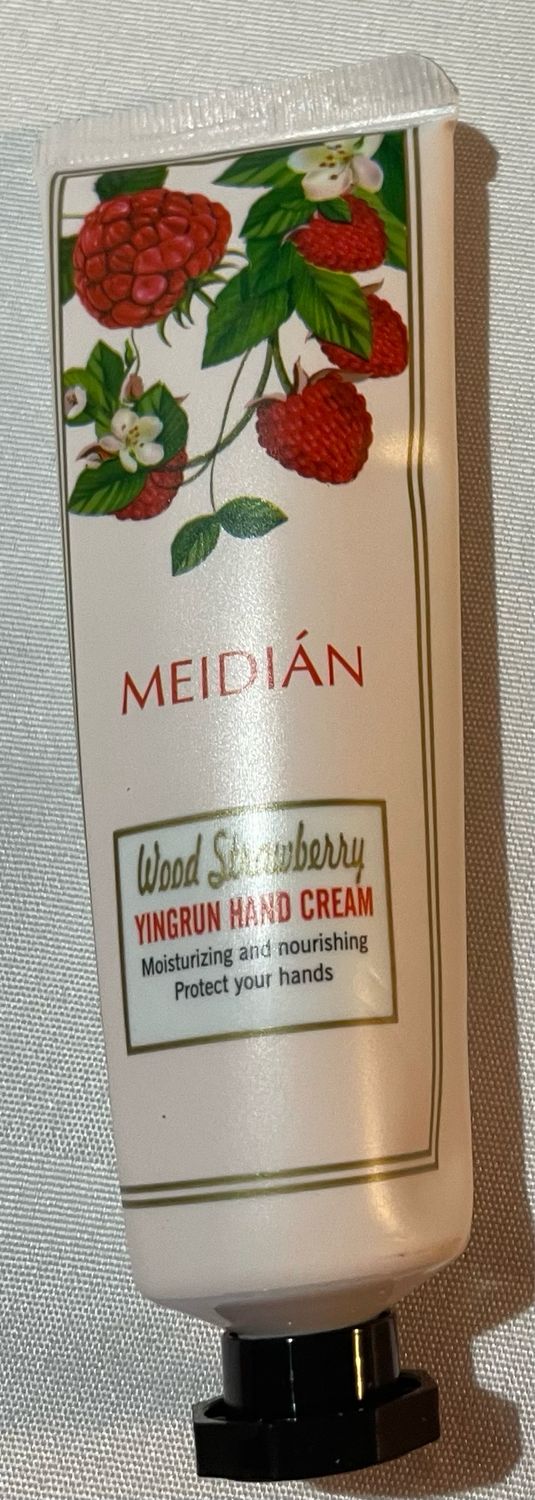 MEIDIÁN
Wood Strawberry
YINGRUN HAND CREAM
Moisturizing and nourishing
Protect your hands